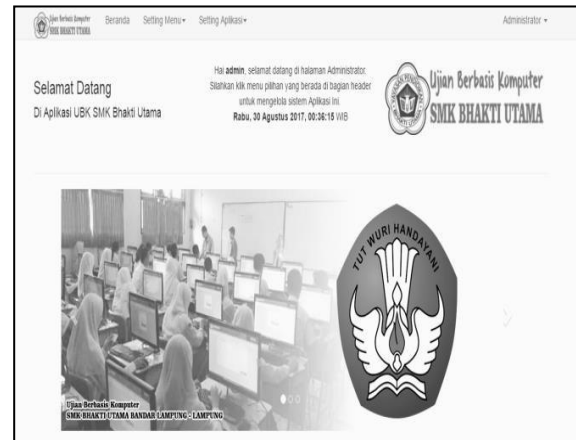 Ujian Berbasis Komputer
SMK BHAKTI UTAMA
Beranda Setting Menu Setting Aplikasi Administrator
Selamat Datang
Di Aplikasi UBK SMK Bhakti Utama
Hai admin, selamat datang di halaman Administrator,
Silahkan klik menu pilihan yang berada di bagian header
untuk mengelola sistem Aplikasi ini.
Rabu, 30 Agustus 2017, 00:36:15 WIB
Ujian Berbasis Komputer
SMK BHAKTI UTAMA
TUT WURI HANDAYANI
Ujian Berbasis Komputer
SMK BHAKTI UTAMA BANDAR LAMPUNG - LAMPUNG